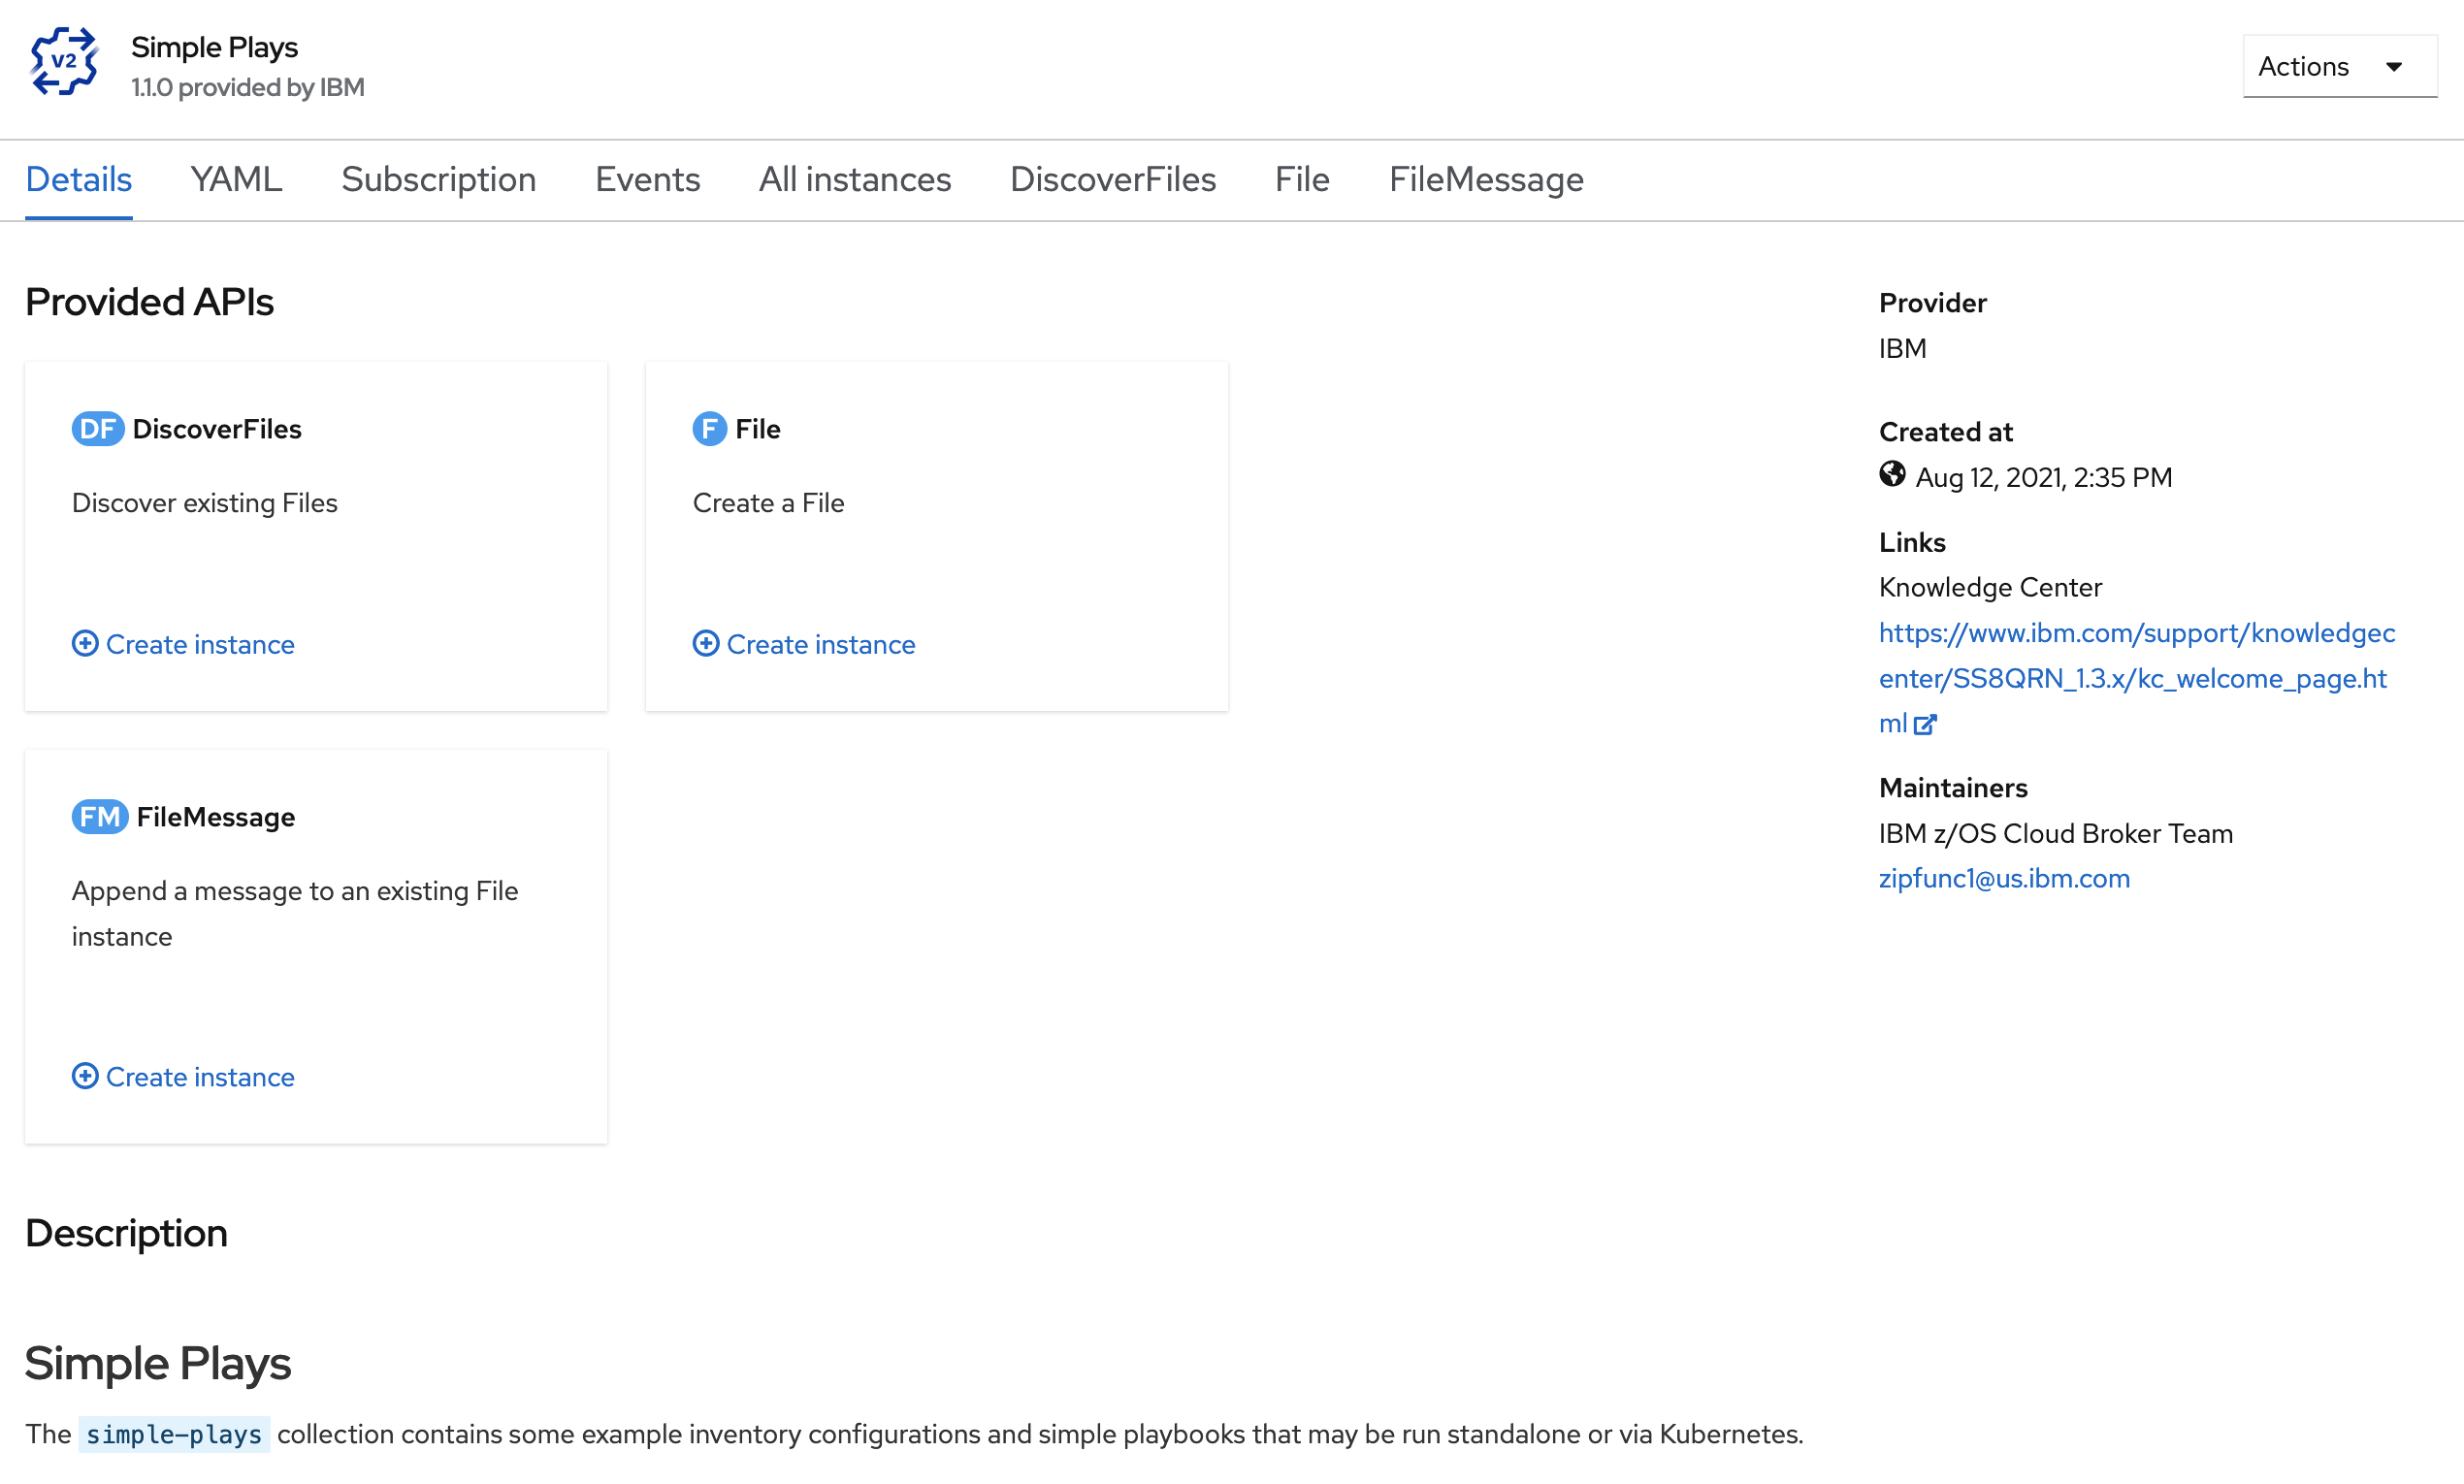 V2
Simple Plays
1.1.0 provided by IBM
Actions
Details YAML Subscription Events All instances DiscoverFiles File FileMessage
Provided APIs
DF DiscoverFiles
Discover existing Files
Create instance
F File
Create a File
Create instance
FM FileMessage
Append a message to an existing File
instance
Create instance
Provider
IBM
Created at
Aug 12, 2021, 2:35 PM
Links
Knowledge Center
https://www.ibm.com/support/knowledgec
enter/SS8QRN_1.3.x/kc_welcome_page.ht
ml
Maintainers
IBM z/OS Cloud Broker Team
zipfunc1@us.ibm.com
Description
Simple Plays
The simple-plays collection contains some example inventory configurations and simple playbooks that may be run standalone or via Kubernetes.